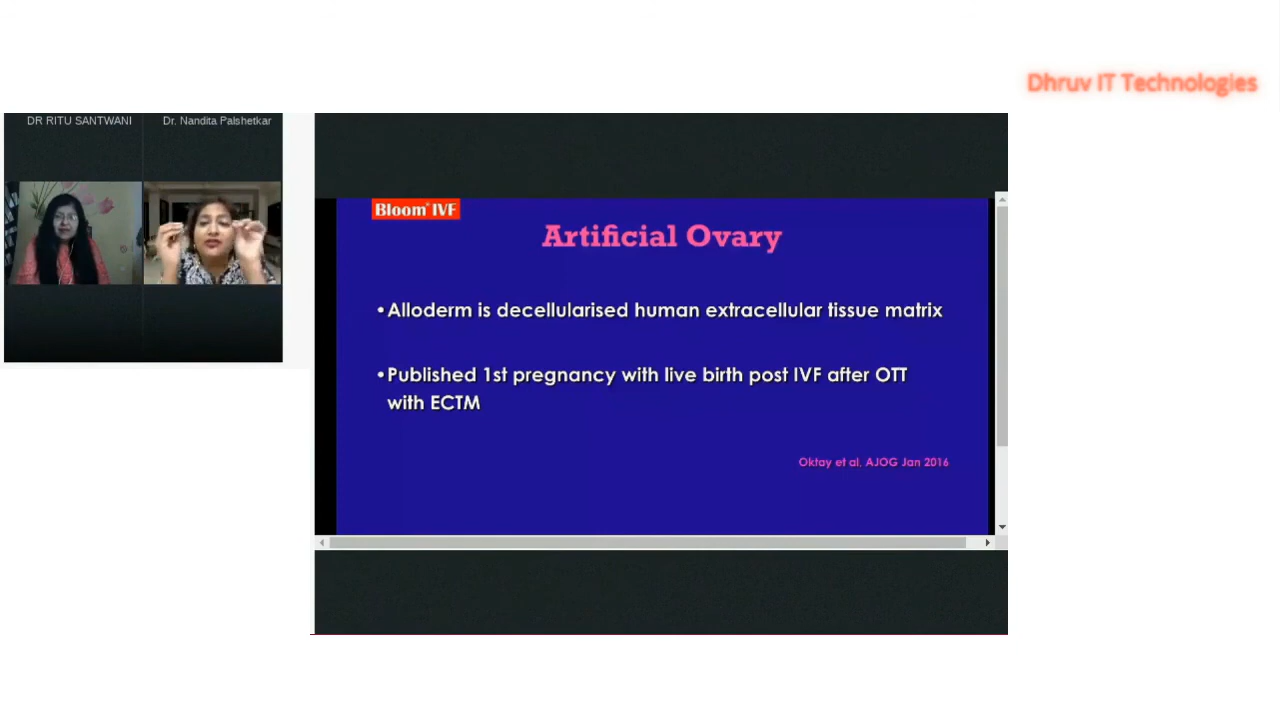 Dhruv IT Technologies
DR RITU SANTWANI
Dr. Nandita Palshetkar
Bloom IVF
Artificial Ovary
•Alloderm is decellularised human extracellular tissue matrix
•Published 1st pregnancy with live birth post IVF after OTT
with ECTM
Oktay et al, AJOG Jan 2016